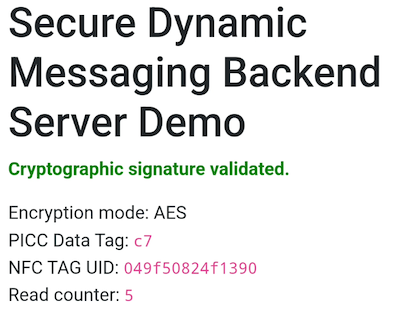 Secure Dynamic
Messaging Backend
Server Demo
Cryptographic signature validated.
Encryption mode: AES
PICC Data Tag: c7
NFC TAG UID: 049f50824f1390
Read counter: 5